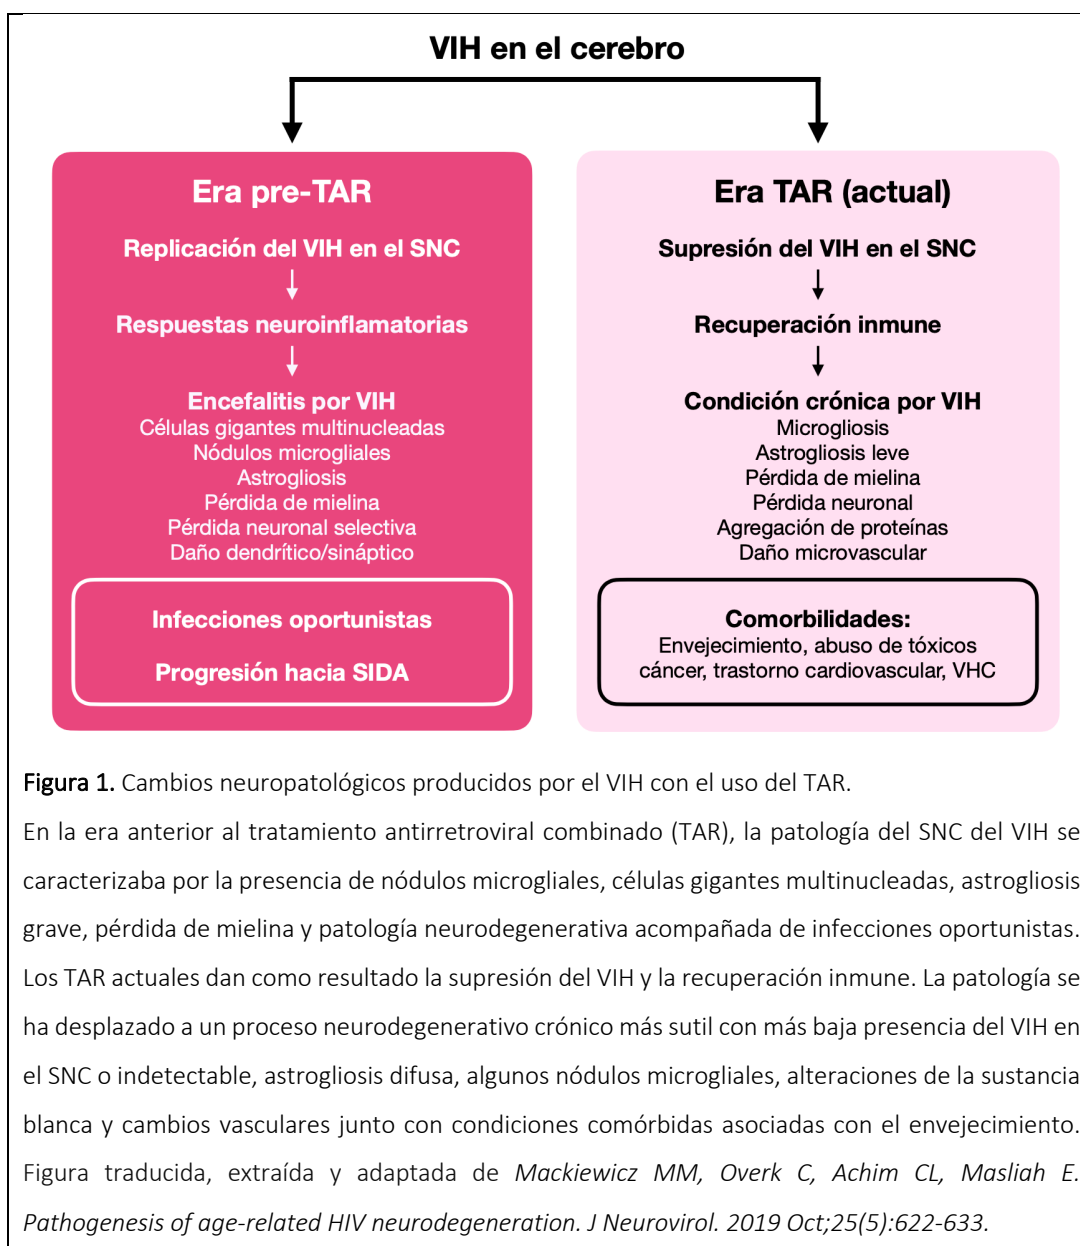 VIH en el cerebro
Era pre-TAR
Replicación del VIH en el SNC
Respuestas neuroinflamatorias
Encefalitis por VIH
Células gigantes multinucleadas
Nódulos microgliales
Astrogliosis
Pérdida de mielina
Pérdida neuronal selectiva
Daño dendrítico/sináptico
Infecciones oportunistas
Progresión hacia SIDA
Era TAR (actual)
Supresión del VIH en el SNC
Recuperación inmune
Condición crónica por VIH
Microgliosis
Astrogliosis leve
Pérdida de mielina
Pérdida neuronal
Agregación de proteínas
Daño microvascular
Comorbilidades:
Envejecimiento, abuso de tóxicos
cáncer, trastorno cardiovascular, VHC
Figura 1. Cambios neuropatológicos producidos por el VIH con el uso del TAR.
En la era anterior al tratamiento antirretroviral combinado (TAR), la patología del SNC del VIH se
caracterizaba por la presencia de nódulos microgliales, células gigantes multinucleadas, astrogliosis
grave, pérdida de mielina y patología neurodegenerativa acompañada de infecciones oportunistas.
Los TAR actuales dan como resultado la supresión del VIH y la recuperación inmune. La patología se
ha desplazado a un proceso neurodegenerativo crónico más sutil con más baja presencia del VIH en
el SNC o indetectable, astrogliosis difusa, algunos nódulos microgliales, alteraciones de la sustancia
blanca y cambios vasculares junto con condiciones comórbidas asociadas con el envejecimiento.
Figura traducida, extraída y adaptada de Mackiewicz MM, Overk C, Achim CL, Masliah E.
Pathogenesis of age-related HIV neurodegeneration. J Neurovirol. 2019 Oct;25(5):622-633.